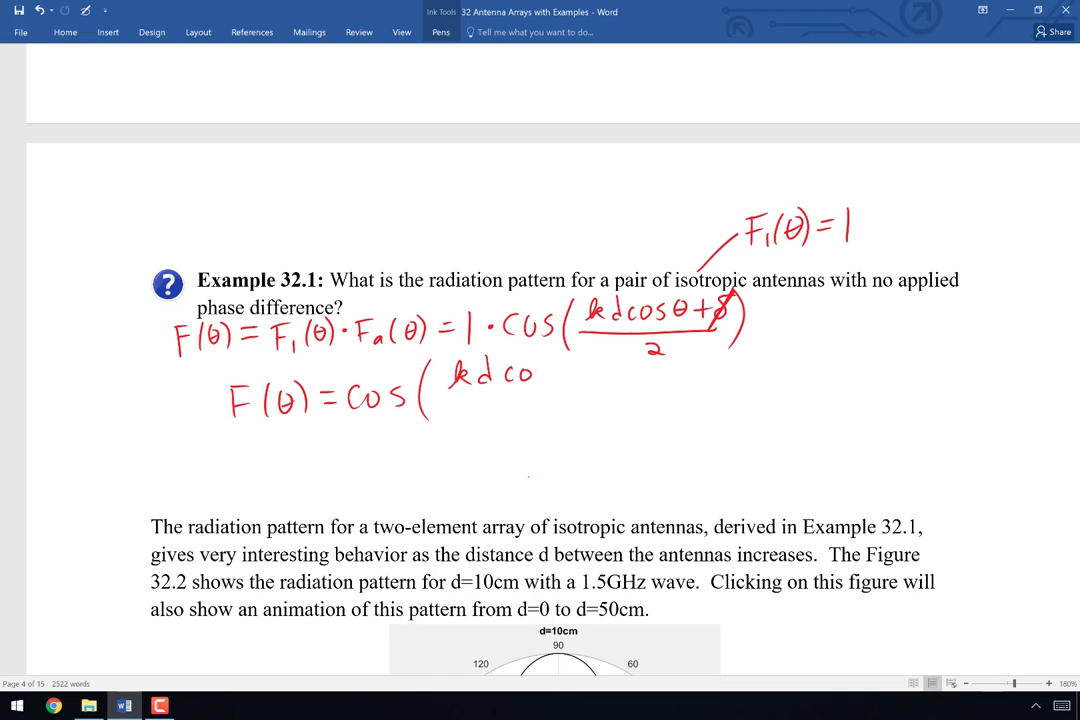 Ink Tools 32 Antenna Arrays with Examples - Word
File Home Insert Design Layout References Mailings Review View Pens Tell me what you want to do... Share
F₁(θ) = 1
Example 32.1: What is the radiation pattern for a pair of isotropic antennas with no applied
phase difference?
F(θ) = F₁(θ) · Fₐ(θ) = 1 · cos(kd cos θ + δ / 2)
F(θ) = cos( kd co
The radiation pattern for a two-element array of isotropic antennas, derived in Example 32.1,
gives very interesting behavior as the distance d between the antennas increases. The Figure
32.2 shows the radiation pattern for d=10cm with a 1.5GHz wave. Clicking on this figure will
also show an animation of this pattern from d=0 to d=50cm.
d=10cm
90
120 60
Page 4 of 15 2522 words 180%